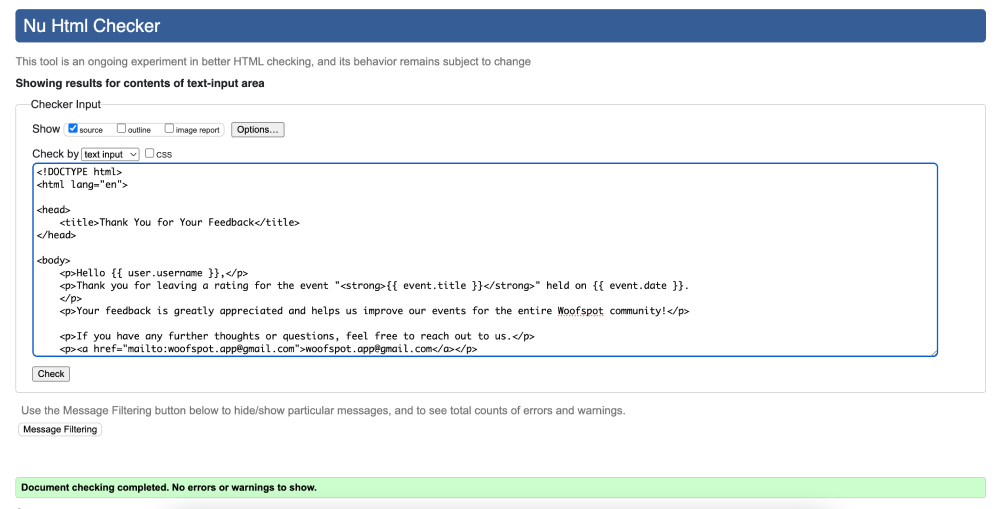 Nu Html Checker
This tool is an ongoing experiment in better HTML checking, and its behavior remains subject to change
Showing results for contents of text-input area
Checker Input
Show source outline image report Options...
Check by text input css
<!DOCTYPE html>
<html lang="en">
<head>
<title>Thank You for Your Feedback</title>
</head>
<body>
<p>Hello {{ user.username }},</p>
<p>Thank you for leaving a rating for the event "<strong>{{ event.title }}</strong>" held on {{ event.date }}.
</p>
<p>Your feedback is greatly appreciated and helps us improve our events for the entire Woofspot community!</p>
<p>If you have any further thoughts or questions, feel free to reach out to us.</p>
<p><a href="mailto:woofspot.app@gmail.com">woofspot.app@gmail.com</a></p>
Check
Use the Message Filtering button below to hide/show particular messages, and to see total counts of errors and warnings.
Message Filtering
Document checking completed. No errors or warnings to show.